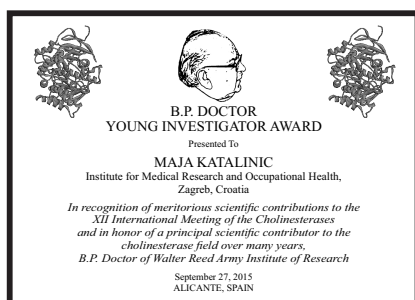 B.P. DOCTOR
YOUNG INVESTIGATOR AWARD
Presented To
MAJA KATALINIC
Institute for Medical Research and Occupational Health,
Zagreb, Croatia
In recognition of meritorious scientific contributions to the
XII International Meeting of the Cholinesterases
and in honor of a principal scientific contributor to the
cholinesterase field over many years,
B.P. Doctor of Walter Reed Army Institute of Research
September 27, 2015
ALICANTE, SPAIN